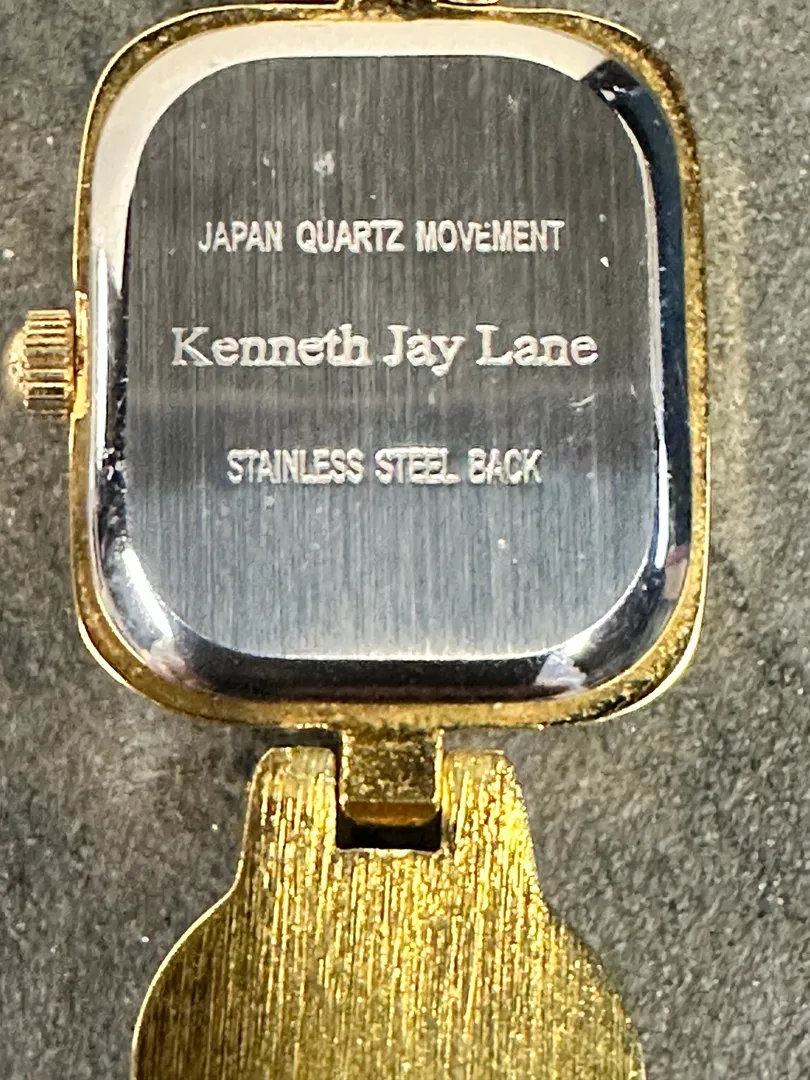 JAPAN QUARTZ MOVEMENT
Kenneth Jay Lane
STAINLESS STEEL BACK